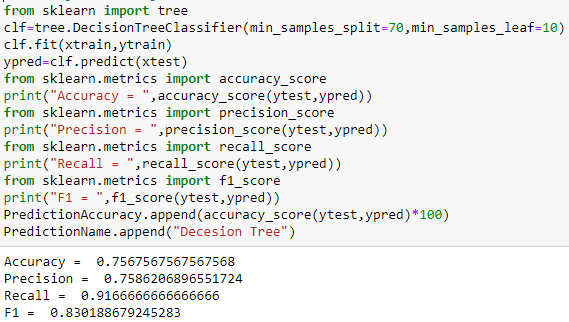 from sklearn import tree
clf=tree.DecisionTreeClassifier(min_samples_split=70,min_samples_leaf=10)
clf.fit(xtrain,ytrain)
ypred=clf.predict(xtest)
from sklearn.metrics import accuracy_score
print("Accuracy = ",accuracy_score(ytest,ypred))
from sklearn.metrics import precision_score
print("Precision = ",precision_score(ytest,ypred))
from sklearn.metrics import recall_score
print("Recall = ",recall_score(ytest,ypred))
from sklearn.metrics import f1_score
print("F1 = ",f1_score(ytest,ypred))
PredictionAccuracy.append(accuracy_score(ytest,ypred)*100)
PredictionName.append("Decesion Tree")
Accuracy =  0.7567567567567568
Precision =  0.7586206896551724
Recall =  0.9166666666666666
F1 =  0.830188679245283